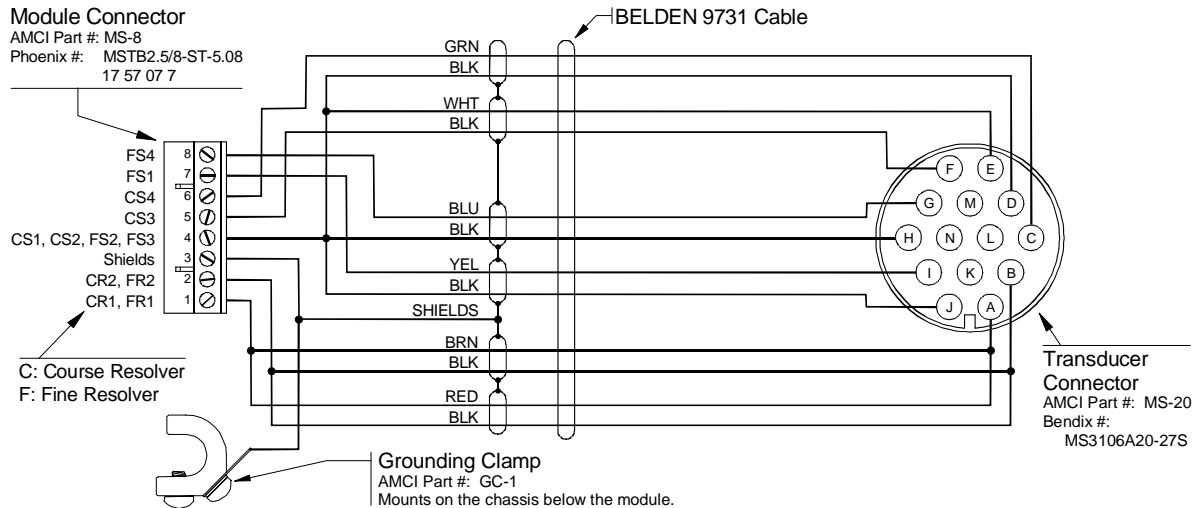 Module Connector
AMCI Part #: MS-8
Phoenix #: MSTB2.5/8-ST-5.08
17 57 07 7
BELDEN 9731 Cable
GRN
BLK
WHT
BLK
FS4 8
FS1 7
CS4 6
CS3 5
CS1, CS2, FS2, FS3 4
Shields 3
CR2, FR2 2
CR1, FR1 1
BLU
BLK
YEL
BLK
SHIELDS
BRN
BLK
RED
BLK
F E
G M D
H N L C
I K B
J A
C: Course Resolver
F: Fine Resolver
Transducer
Connector
AMCI Part #: MS-20
Bendix #:
MS3106A20-27S
Grounding Clamp
AMCI Part #: GC-1
Mounts on the chassis below the module.